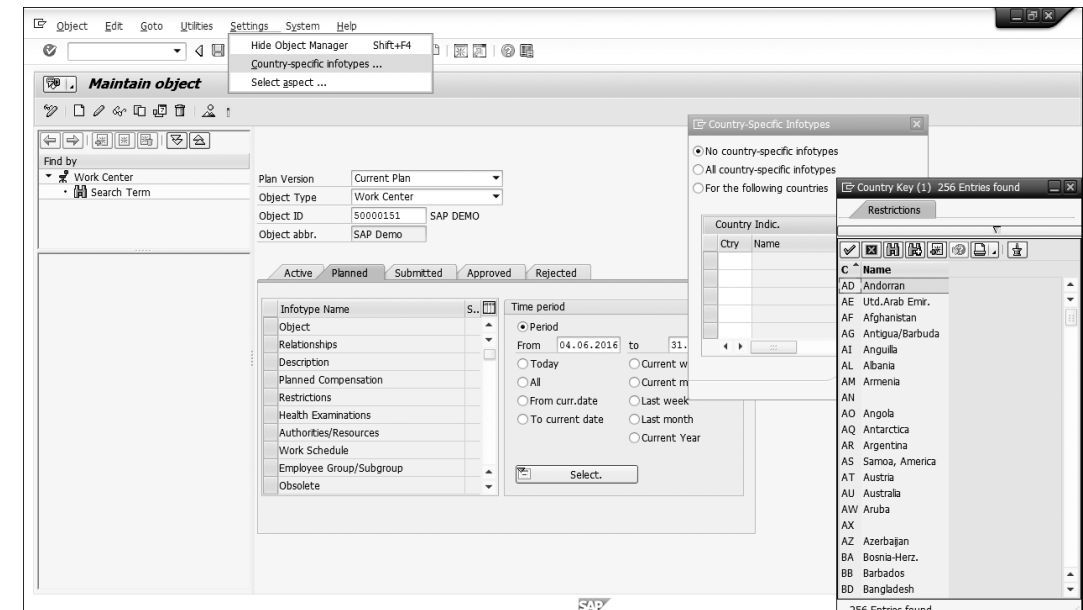 Object Edit Goto Utilities Settings System Help
Hide Object Manager Shift+F4
Country-specific infotypes ...
Select aspect ...
Maintain object
Find by
Work Center
Search Term
Plan Version Current Plan
Object Type Work Center
Object ID 50000151 SAP DEMO
Object abbr. SAP Demo
Active Planned Submitted Approved Rejected
Infotype Name S..
Object
Relationships
Description
Planned Compensation
Restrictions
Health Examinations
Authorities/Resources
Work Schedule
Employee Group/Subgroup
Obsolete
Time period
Period
From 04.06.2016 to 31.
Today Current w
All Current m
From curr.date Last week
To current date Last month
Current Year
Select.
Country-Specific Infotypes
No country-specific infotypes
All country-specific infotypes
For the following countries
Country Indic.
Ctry Name
Country Key (1) 256 Entries found
Restrictions
C Name
AD Andorran
AE Utd.Arab Emir.
AF Afghanistan
AG Antigua/Barbuda
AI Anguilla
AL Albania
AM Armenia
AN
AO Angola
AQ Antarctica
AR Argentina
AS Samoa, America
AT Austria
AU Australia
AW Aruba
AX
AZ Azerbaijan
BA Bosnia-Herz.
BB Barbados
BD Bangladesh
256 Entries found
SAP